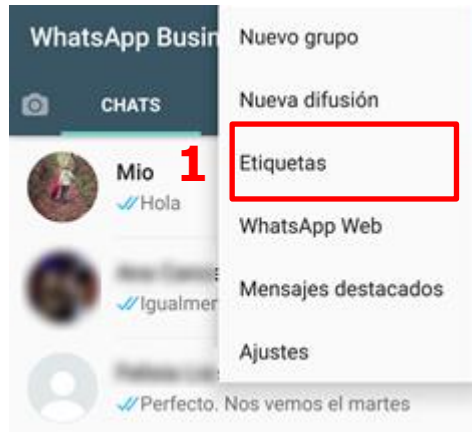 WhatsApp Busin
Nuevo grupo
CHATS
Nueva difusión
Etiquetas
1
Mio
Hola
WhatsApp Web
Mensajes destacados
Igualmen
Ajustes
Perfecto. Nos vemos el martes